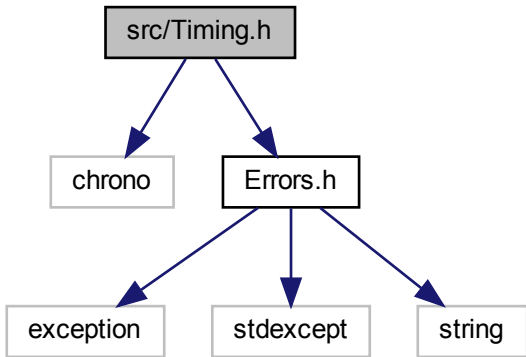 src/Timing.h
chrono
Errors.h
exception
stdexcept
string